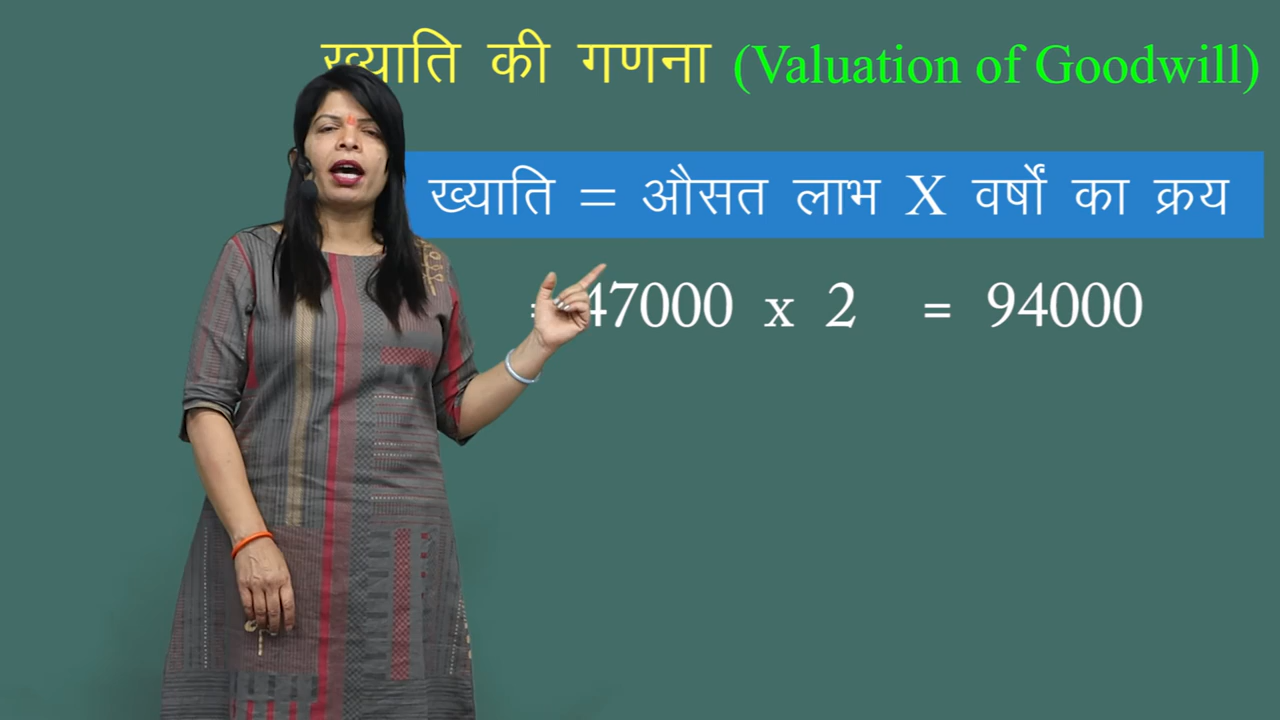 ख्याति की गणना (Valuation of Goodwill)
ख्याति = औसत लाभ X वर्षों का क्रय
= 47000 x 2 = 94000